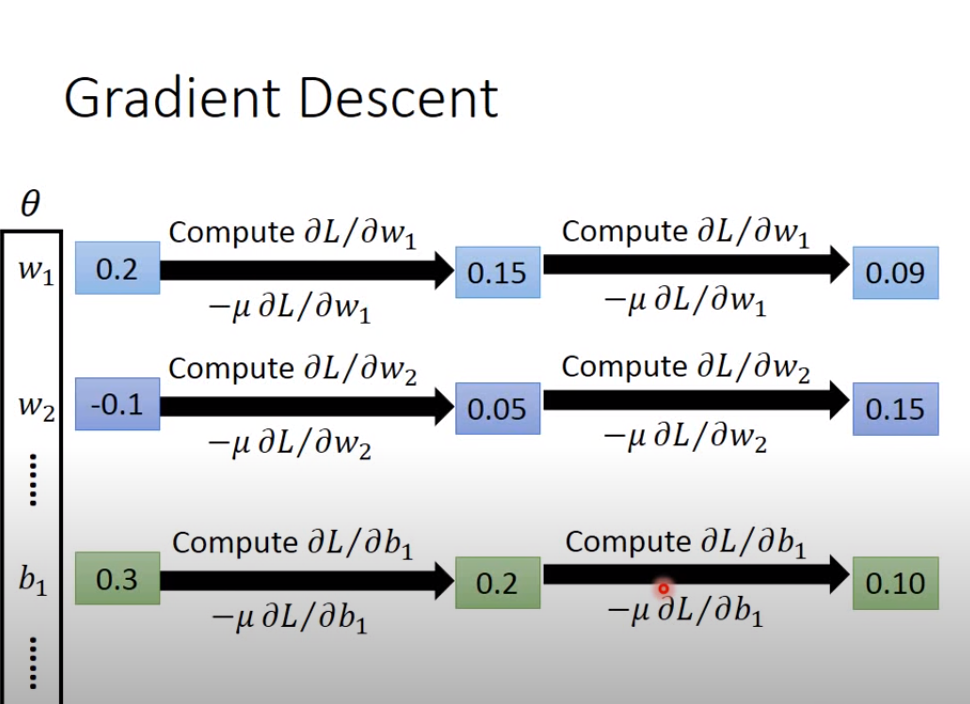 Gradient Descent
θ
Compute ∂L/∂w₁ Compute ∂L/∂w₁
w₁ 0.2 0.15 0.09
−μ ∂L/∂w₁ −μ ∂L/∂w₁
Compute ∂L/∂w₂ Compute ∂L/∂w₂
w₂ -0.1 0.05 0.15
−μ ∂L/∂w₂ −μ ∂L/∂w₂
......
Compute ∂L/∂b₁ Compute ∂L/∂b₁
b₁ 0.3 0.2 0.10
−μ ∂L/∂b₁ −μ ∂L/∂b₁
......